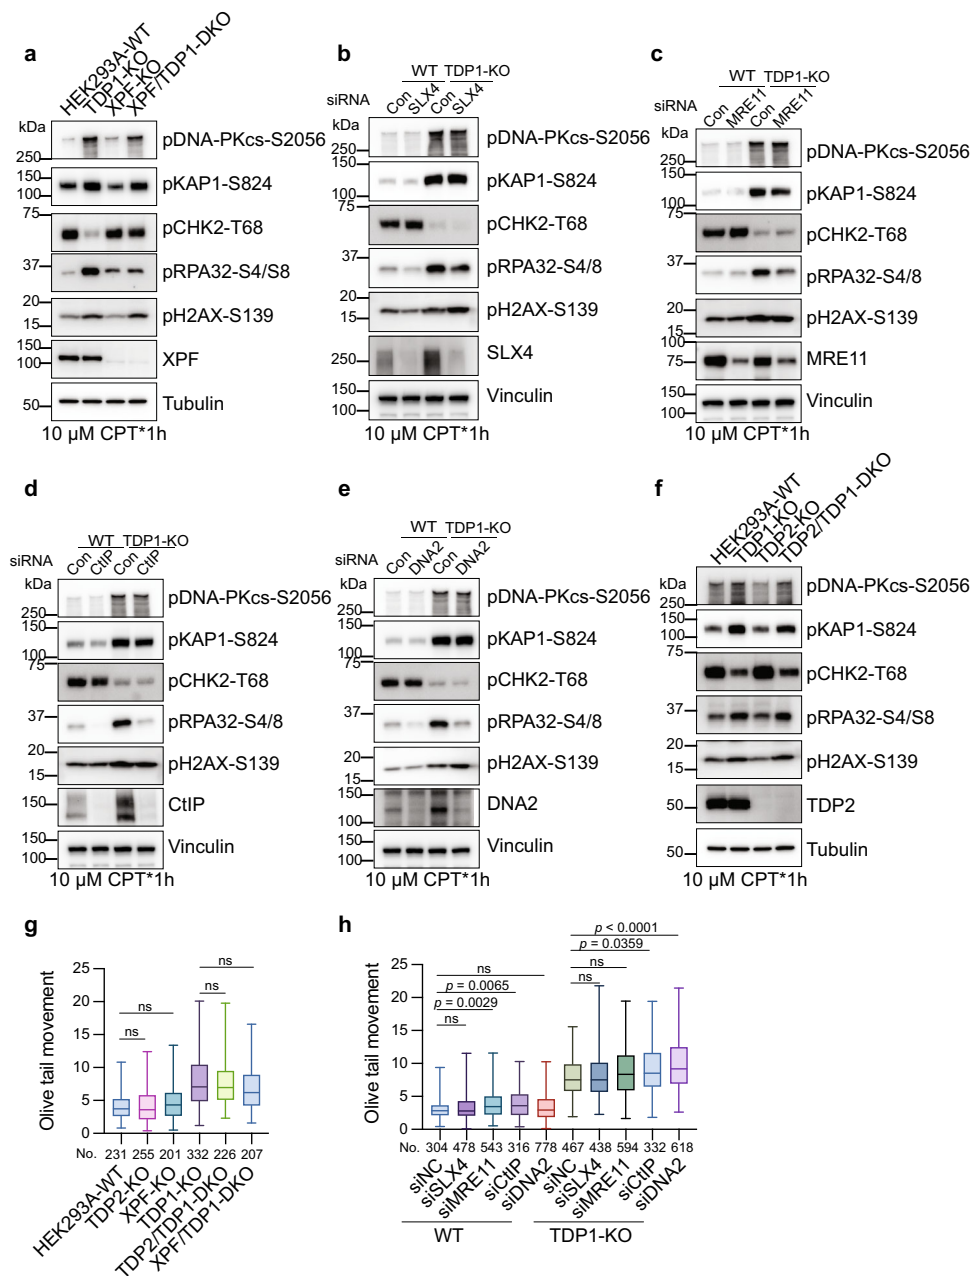 a
HEK293A-WT
TDP1-KO
XPF-KO
XPF/TDP1-DKO
kDa
250
pDNA-PKcs-S2056
150
100
pKAP1-S824
75
pCHK2-T68
37
pRPA32-S4/S8
20
15
pH2AX-S139
150
100
XPF
50
Tubulin
10 µM CPT*1h
b
WT TDP1-KO
siRNA Con SLX4 Con SLX4
kDa
250
pDNA-PKcs-S2056
150
100
pKAP1-S824
75
pCHK2-T68
37
pRPA32-S4/8
20
15
pH2AX-S139
250
SLX4
150
100
Vinculin
10 µM CPT*1h
c
WT TDP1-KO
siRNA Con MRE11 Con MRE11
kDa
250
pDNA-PKcs-S2056
150
100
pKAP1-S824
75
pCHK2-T68
37
pRPA32-S4/8
20
15
pH2AX-S139
100
75
MRE11
150
100
Vinculin
10 µM CPT*1h
d
WT TDP1-KO
siRNA Con CtIP Con CtIP
kDa
250
pDNA-PKcs-S2056
150
100
pKAP1-S824
75
pCHK2-T68
37
pRPA32-S4/8
20
15
pH2AX-S139
150
CtIP
150
100
Vinculin
10 µM CPT*1h
e
WT TDP1-KO
siRNA Con DNA2 Con DNA2
kDa
250
pDNA-PKcs-S2056
150
100
pKAP1-S824
75
pCHK2-T68
37
pRPA32-S4/8
20
15
pH2AX-S139
150
100
DNA2
150
100
Vinculin
10 µM CPT*1h
f
HEK293A-WT
TDP1-KO
TDP2-KO
TDP2/TDP1-DKO
kDa
250
pDNA-PKcs-S2056
150
100
pKAP1-S824
75
pCHK2-T68
37
pRPA32-S4/S8
20
15
pH2AX-S139
50
TDP2
50
Tubulin
10 µM CPT*1h
g
Olive tail movement
25
20
15
10
5
0
ns
ns
ns
ns
No. 231 255 201 332 226 207
HEK293A-WT
TDP2-KO
XPF-KO
TDP1-KO
TDP2/TDP1-DKO
XPF/TDP1-DKO
h
Olive tail movement
25
20
15
10
5
0
ns
p = 0.0065
p = 0.0029
ns
p < 0.0001
p = 0.0359
ns
ns
No. 304 478 543 316 778 467 438 594 332 618
siNC
siSLX4
siMRE11
siCtIP
siDNA2
siNC
siSLX4
siMRE11
siCtIP
siDNA2
WT TDP1-KO